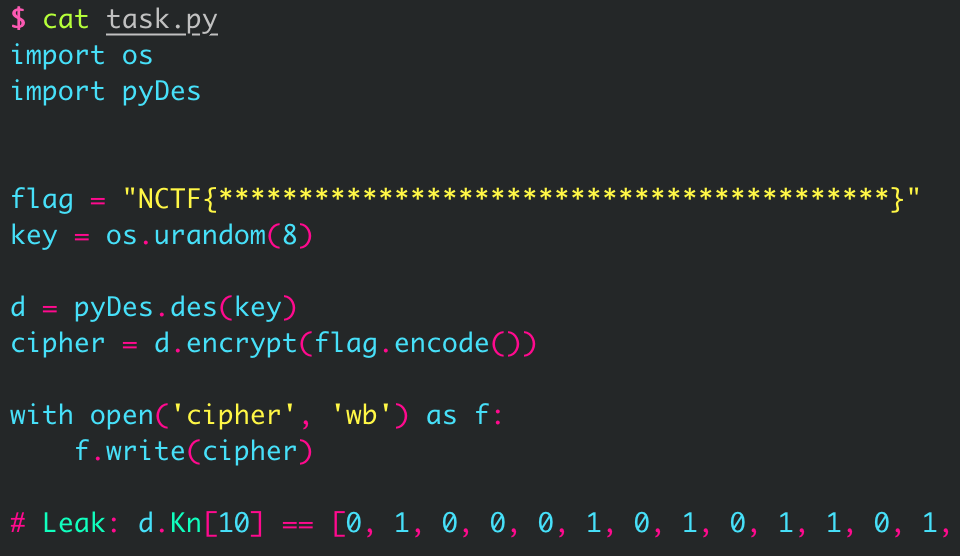 $ cat task.py
import os
import pyDes
flag = "NCTF{******************************************}"
key = os.urandom(8)
d = pyDes.des(key)
cipher = d.encrypt(flag.encode())
with open('cipher', 'wb') as f:
    f.write(cipher)
# Leak: d.Kn[10] == [0, 1, 0, 0, 0, 1, 0, 1, 0, 1, 1, 0, 1,